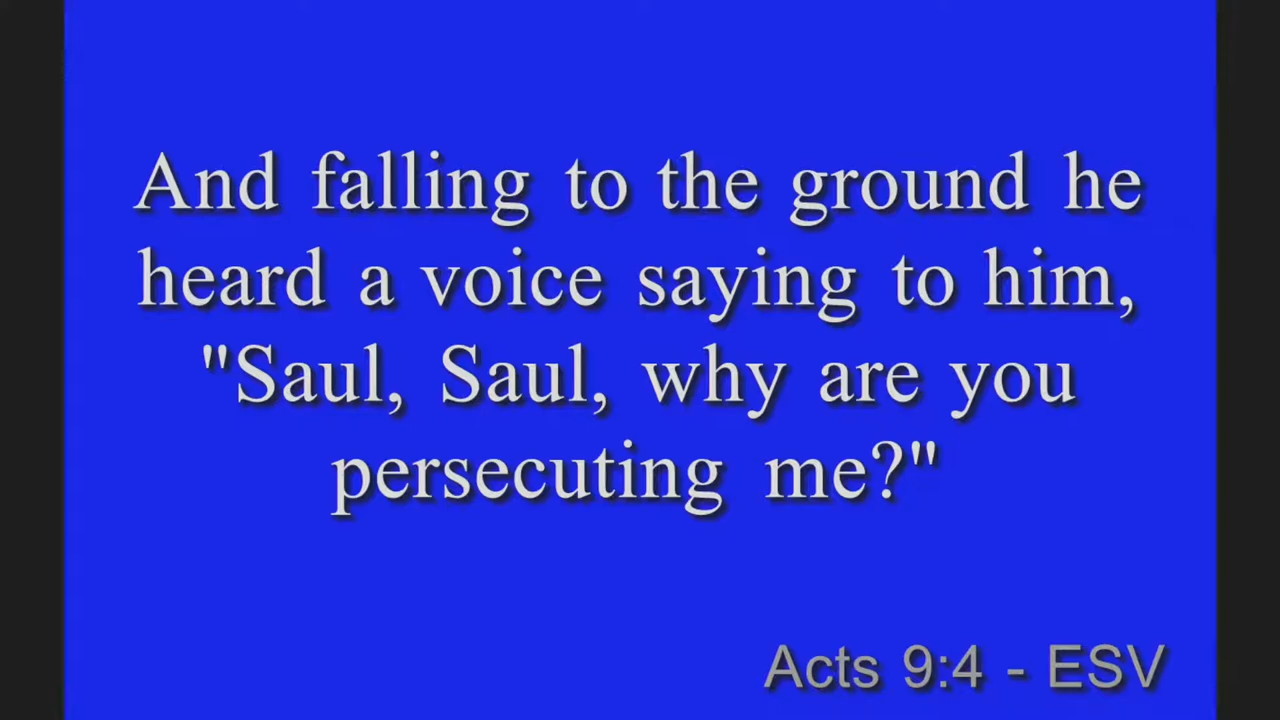 And falling to the ground he
heard a voice saying to him,
"Saul, Saul, why are you
persecuting me?"
Acts 9:4 - ESV